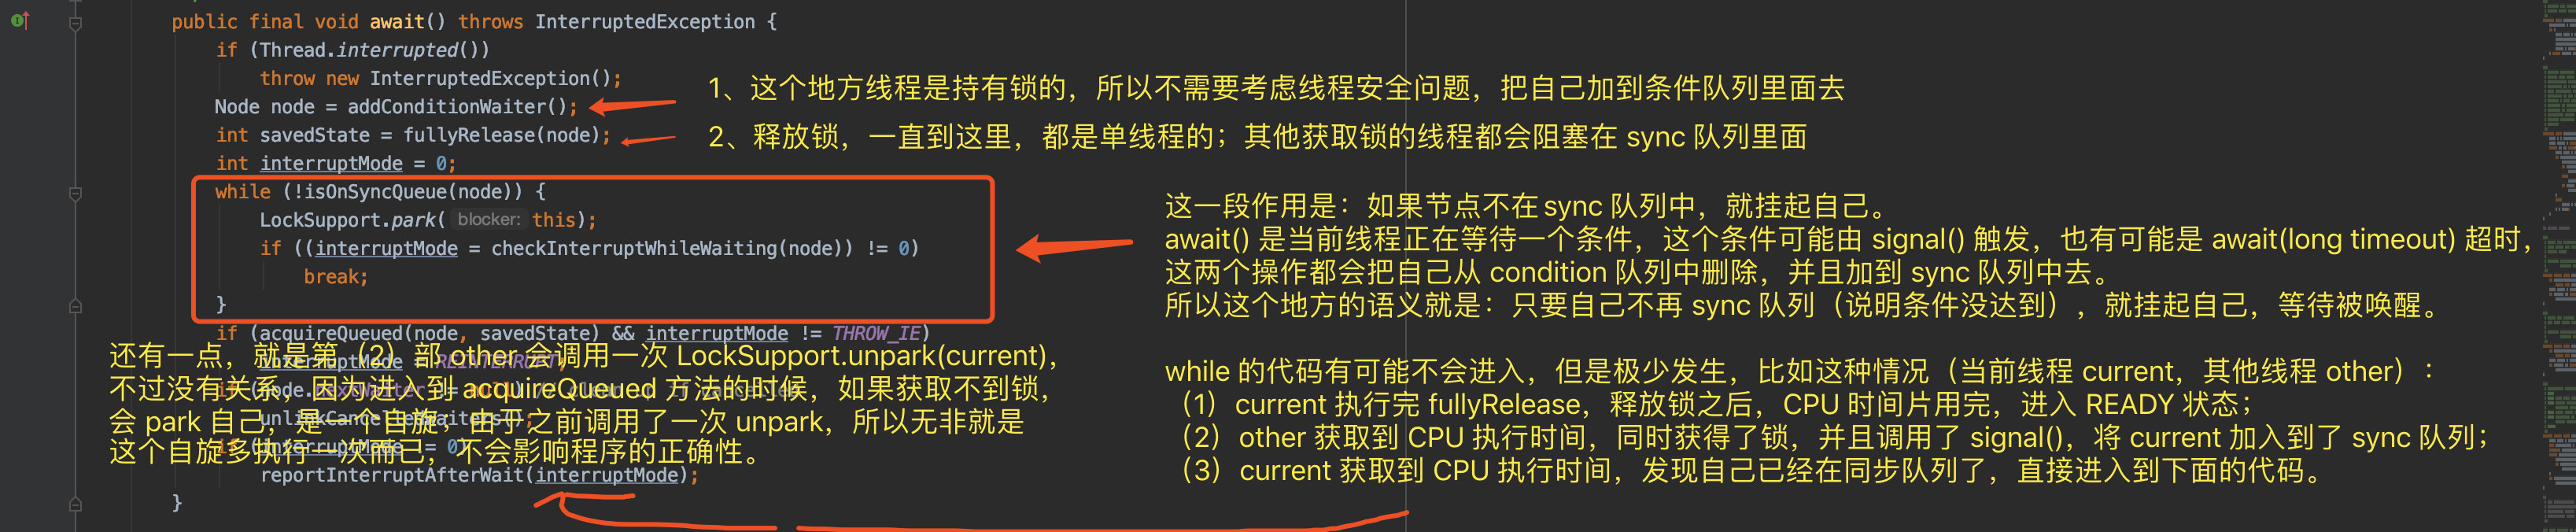 public final void await() throws InterruptedException {
if (Thread.interrupted())
throw new InterruptedException();
Node node = addConditionWaiter();
1、这个地方线程是持有锁的，所以不需要考虑线程安全问题，把自己加到条件队列里面去
int savedState = fullyRelease(node);
2、释放锁，一直到这里，都是单线程的；其他获取锁的线程都会阻塞在 sync 队列里面
int interruptMode = 0;
while (!isOnSyncQueue(node)) {
LockSupport.park( blocker: this);
if ((interruptMode = checkInterruptWhileWaiting(node)) != 0)
break;
}
这一段作用是：如果节点不在 sync 队列中，就挂起自己。
await() 是当前线程正在等待一个条件，这个条件可能由 signal() 触发，也有可能是 await(long timeout) 超时，
这两个操作都会把自己从 condition 队列中删除，并且加到 sync 队列中去。
所以这个地方的语义就是：只要自己不再 sync 队列（说明条件没达到），就挂起自己，等待被唤醒。
if (acquireQueued(node, savedState) && interruptMode != THROW_IE)
interruptMode = REINTERRUPT;
if (node.nextWaiter != null)
unlinkCancelledWaiters();
if (interruptMode != 0)
reportInterruptAfterWait(interruptMode);
}
还有一点，就是第（2）部 other 会调用一次 LockSupport.unpark(current)，
不过没有关系，因为进入到 acquireQueued 方法的时候，如果获取不到锁，
会 park 自己，是一个自旋；由于之前调用了一次 unpark，所以无非就是
这个自旋多执行一次而已，不会影响程序的正确性。
while 的代码有可能不会进入，但是极少发生，比如这种情况（当前线程 current，其他线程 other）：
（1）current 执行完 fullyRelease，释放锁之后，CPU 时间片用完，进入 READY 状态；
（2）other 获取到 CPU 执行时间，同时获得了锁，并且调用了 signal()，将 current 加入到了 sync 队列；
（3）current 获取到 CPU 执行时间，发现自己已经在同步队列了，直接进入到下面的代码。